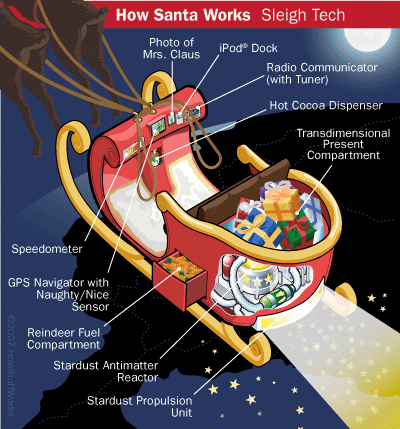 How Santa Works Sleigh Tech
Photo of
Mrs. Claus
iPod® Dock
Radio Communicator
(with Tuner)
Hot Cocoa Dispenser
Transdimensional
Present
Compartment
Speedometer
GPS Navigator with
Naughty/Nice
Sensor
Reindeer Fuel
Compartment
Stardust Antimatter
Reactor
Stardust Propulsion
Unit
©2007 HowStuffWorks